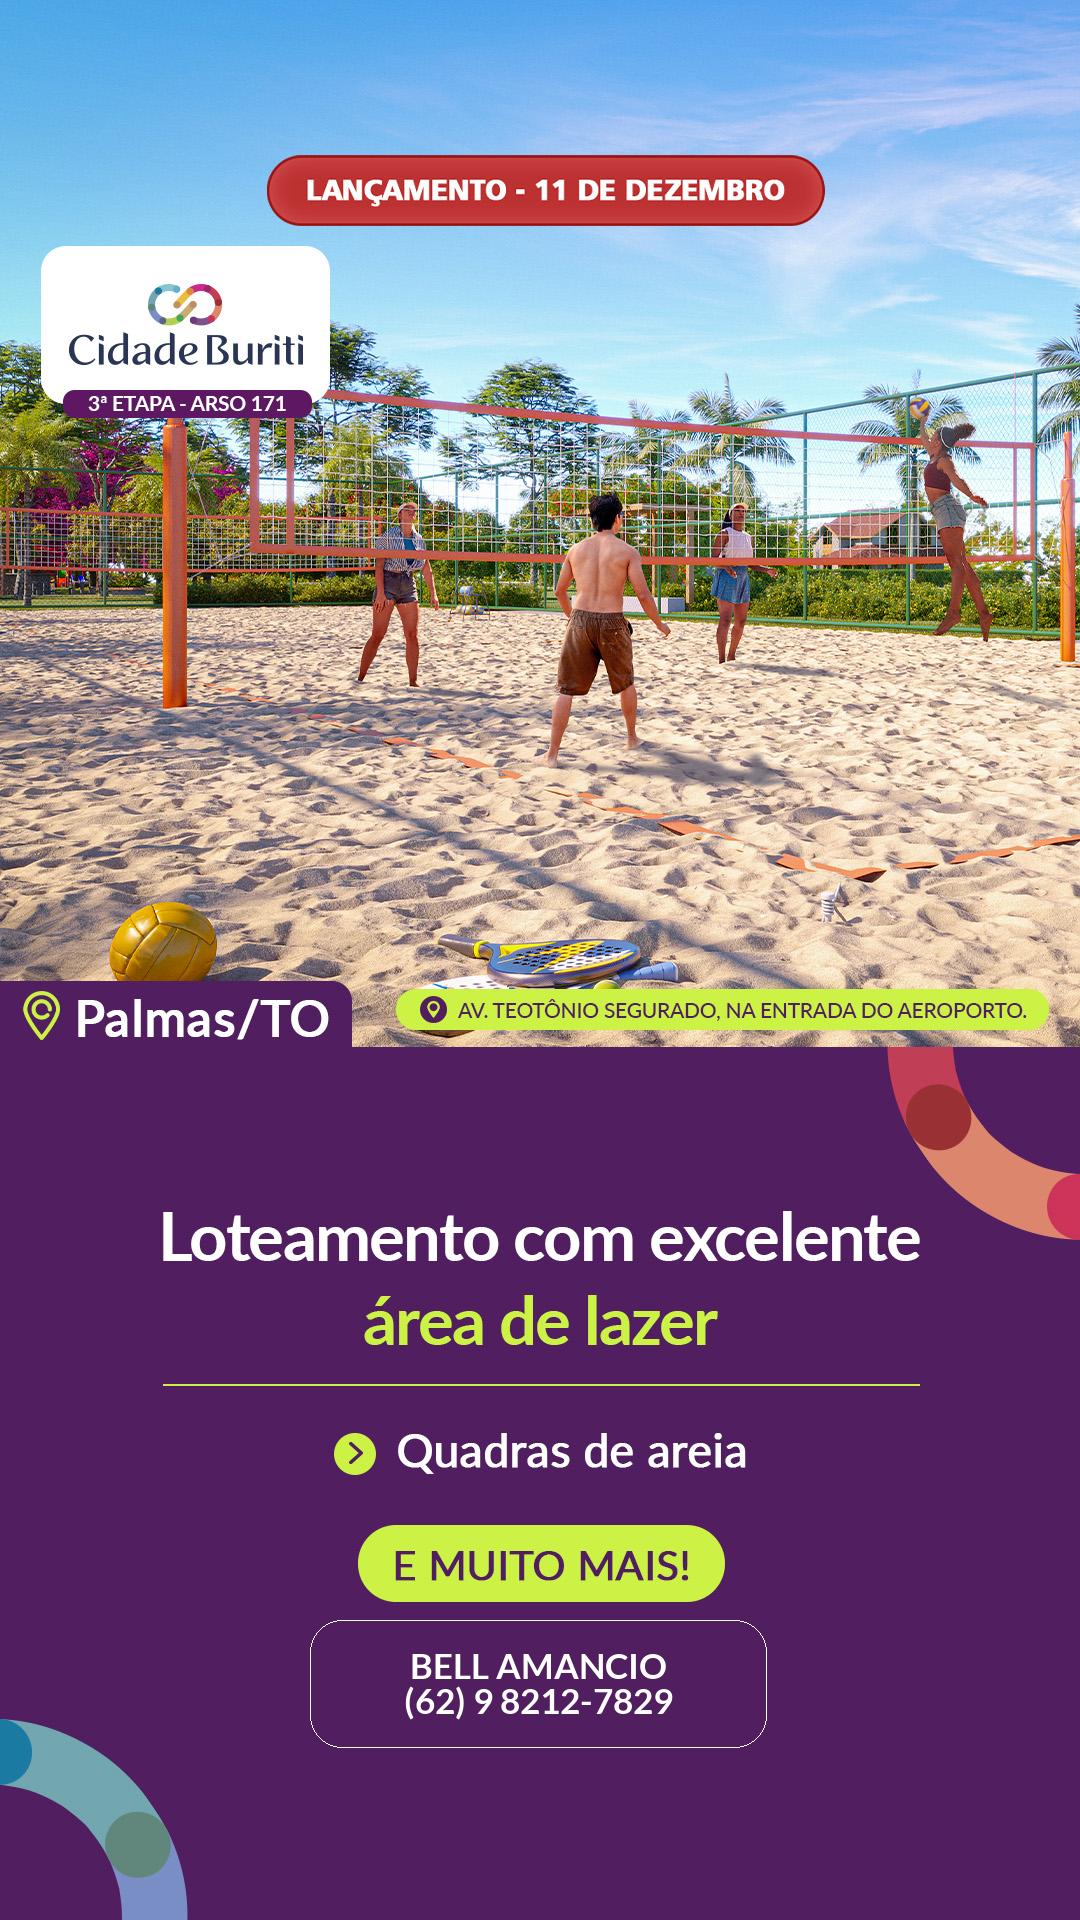 LANÇAMENTO - 11 DE DEZEMBRO
Cidade Buriti
3ª ETAPA - ARSO 171
Palmas/TO
AV. TEOTÔNIO SEGURADO, NA ENTRADA DO AEROPORTO.
Loteamento com excelente
área de lazer
Quadras de areia
E MUITO MAIS!
BELL AMANCIO
(62) 9 8212-7829